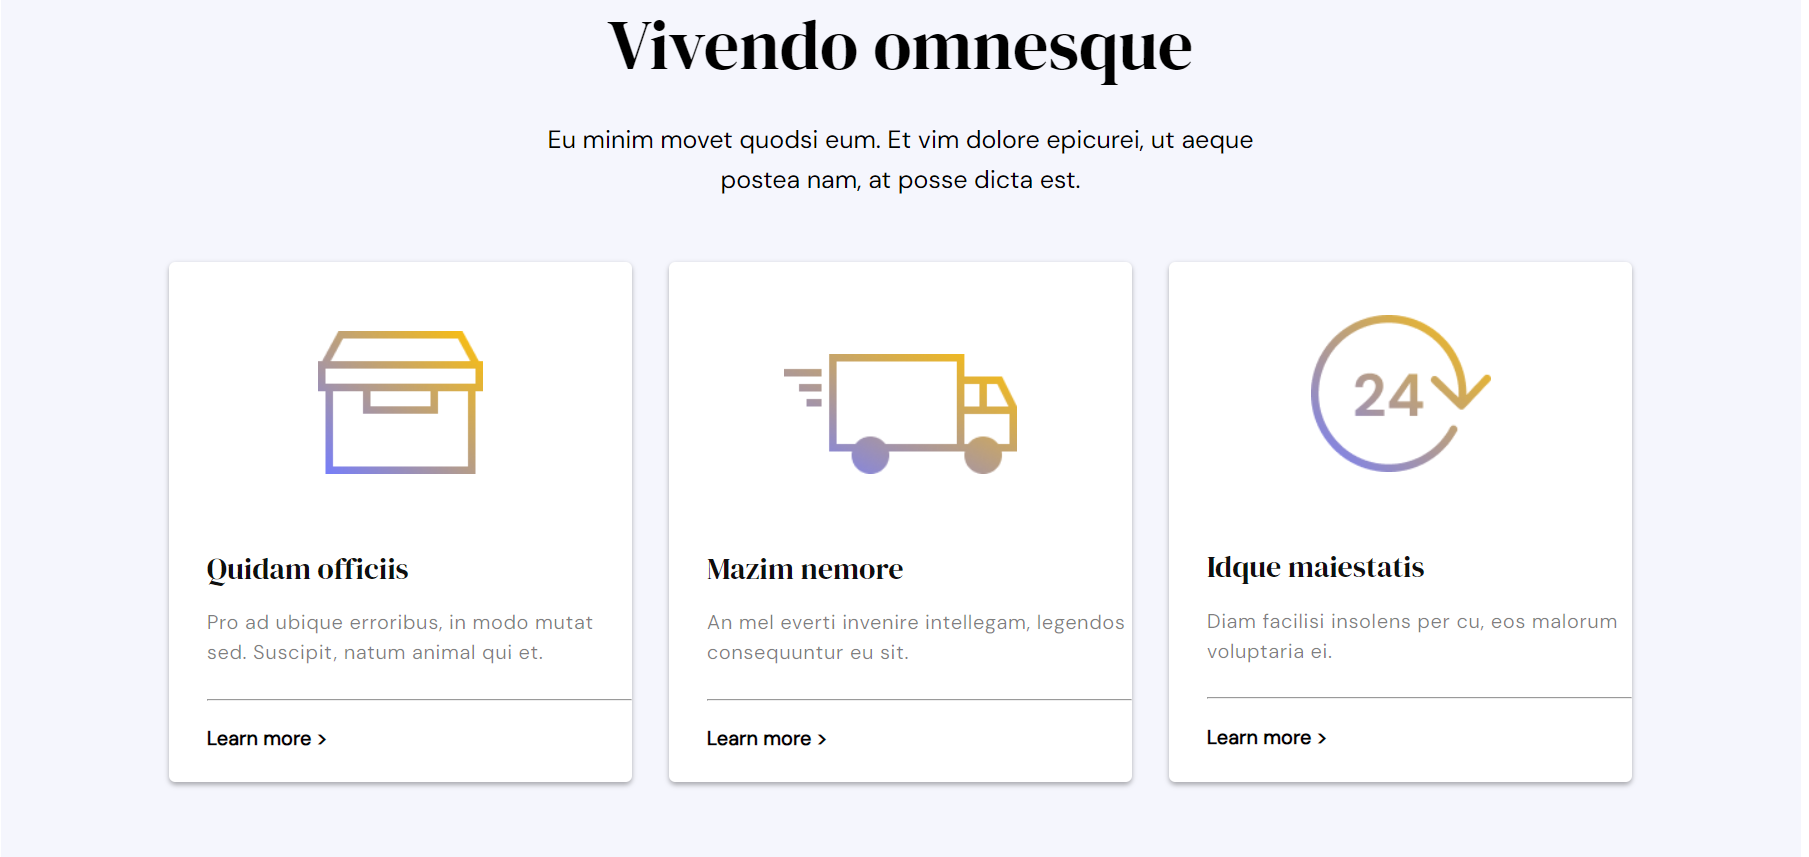 Vivendo omnesque
Eu minim movet quodsi eum. Et vim dolore epicurei, ut aeque
postea nam, at posse dicta est.
Quidam officiis
Pro ad ubique erroribus, in modo mutat
sed. Suscipit, natum animal qui et.
Learn more >
Mazim nemore
An mel everti invenire intellegam, legendos
consequuntur eu sit.
Learn more >
24
Idque maiestatis
Diam facilisi insolens per cu, eos malorum
voluptaria ei.
Learn more >